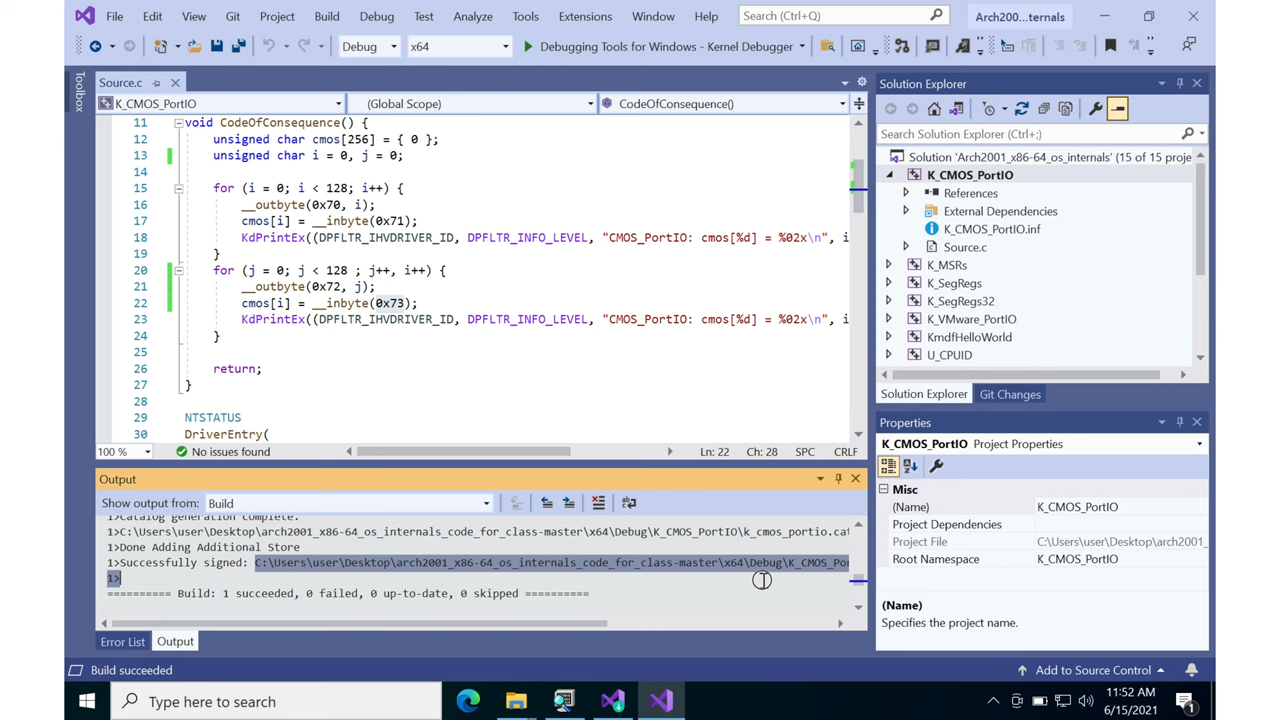 File Edit View Git Project Build Debug Test Analyze Tools Extensions Window Help Search (Ctrl+Q) Arch200...ternals
Debug x64 Debugging Tools for Windows - Kernel Debugger
Toolbox
Source.c
K_CMOS_PortIO (Global Scope) CodeOfConsequence()
11 void CodeOfConsequence() {
12 unsigned char cmos[256] = { 0 };
13 unsigned char i = 0, j = 0;
14
15 for (i = 0; i < 128; i++) {
16 __outbyte(0x70, i);
17 cmos[i] = __inbyte(0x71);
18 KdPrintEx((DPFLTR_IHVDRIVER_ID, DPFLTR_INFO_LEVEL, "CMOS_PortIO: cmos[%d] = %02x\n", i
19 }
20 for (j = 0; j < 128 ; j++, i++) {
21 __outbyte(0x72, j);
22 cmos[i] = __inbyte(0x73);
23 KdPrintEx((DPFLTR_IHVDRIVER_ID, DPFLTR_INFO_LEVEL, "CMOS_PortIO: cmos[%d] = %02x\n", i
24 }
25
26 return;
27 }
28
29 NTSTATUS
30 DriverEntry(
100 % No issues found Ln: 22 Ch: 28 SPC CRLF
Output
Show output from: Build
1>Catalog generation complete.
1>C:\Users\user\Desktop\arch2001_x86-64_os_internals_code_for_class-master\x64\Debug\K_CMOS_PortIO\k_cmos_portio.cat
1>Done Adding Additional Store
1>Successfully signed: C:\Users\user\Desktop\arch2001_x86-64_os_internals_code_for_class-master\x64\Debug\K_CMOS_Por
1>
========== Build: 1 succeeded, 0 failed, 0 up-to-date, 0 skipped ==========
Error List Output
Solution Explorer
Search Solution Explorer (Ctrl+;)
Solution 'Arch2001_x86-64_os_internals' (15 of 15 proje
K_CMOS_PortIO
References
External Dependencies
K_CMOS_PortIO.inf
Source.c
K_MSRs
K_SegRegs
K_SegRegs32
K_VMware_PortIO
KmdfHelloWorld
U_CPUID
Solution Explorer Git Changes
Properties
K_CMOS_PortIO Project Properties
Misc
(Name) K_CMOS_PortIO
Project Dependencies
Project File C:\Users\user\Desktop\arch2001_
Root Namespace K_CMOS_PortIO
(Name)
Specifies the project name.
Build succeeded Add to Source Control
Type here to search
11:52 AM
6/15/2021
1